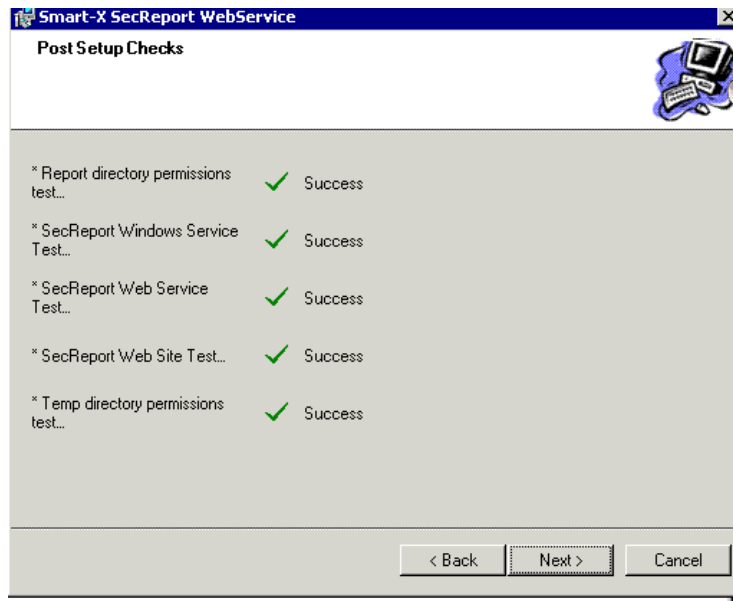 Smart-X SecReport WebService
Post Setup Checks
* Report directory permissions
test...
Success
* SecReport Windows Service
Test...
Success
* SecReport Web Service
Test...
Success
* SecReport Web Site Test...
Success
* Temp directory permissions
test...
Success
< Back
Next >
Cancel